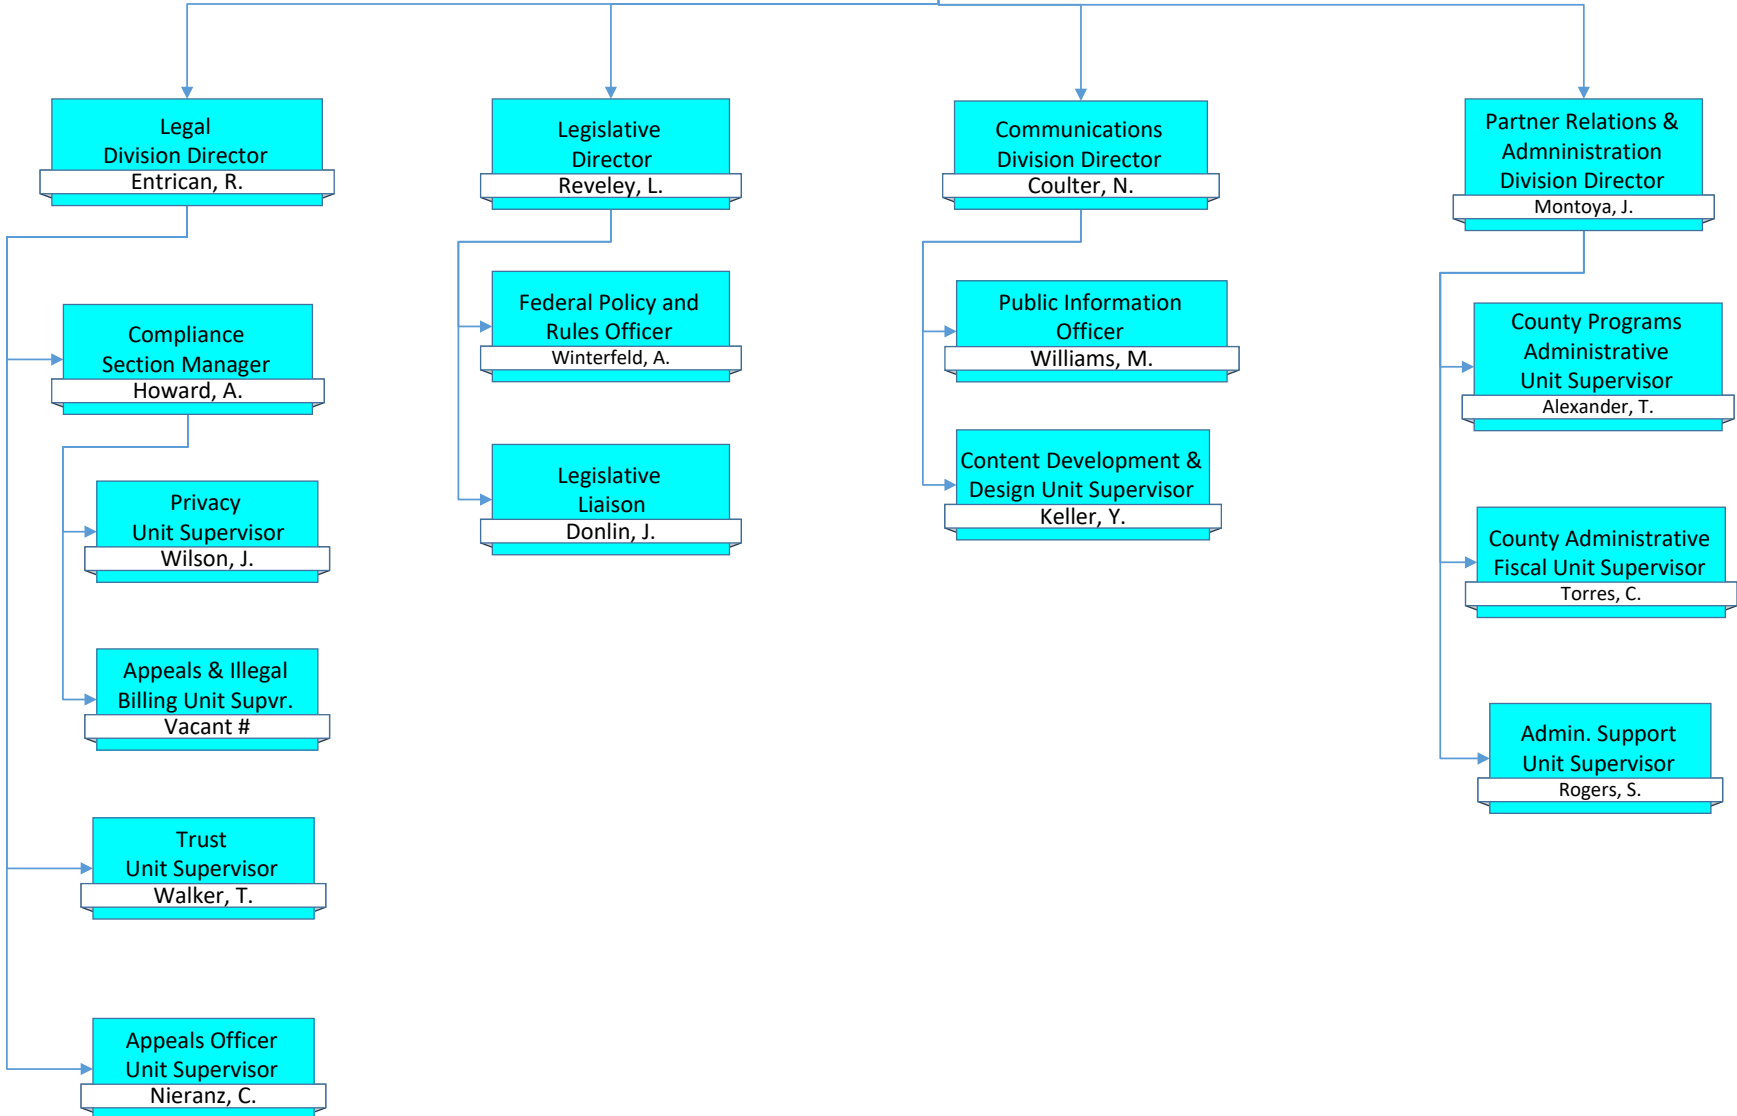 Legal
Division Director
Entrican, R.
Compliance
Section Manager
Howard, A.
Privacy
Unit Supervisor
Wilson, J.
Appeals & Illegal
Billing Unit Supvr.
Vacant #
Trust
Unit Supervisor
Walker, T.
Appeals Officer
Unit Supervisor
Nieranz, C.
Legislative
Director
Reveley, L.
Federal Policy and
Rules Officer
Winterfeld, A.
Legislative
Liaison
Donlin, J.
Communications
Division Director
Coulter, N.
Public Information
Officer
Williams, M.
Content Development &
Design Unit Supervisor
Keller, Y.
Partner Relations &
Admninistration
Division Director
Montoya, J.
County Programs
Administrative
Unit Supervisor
Alexander, T.
County Administrative
Fiscal Unit Supervisor
Torres, C.
Admin. Support
Unit Supervisor
Rogers, S.